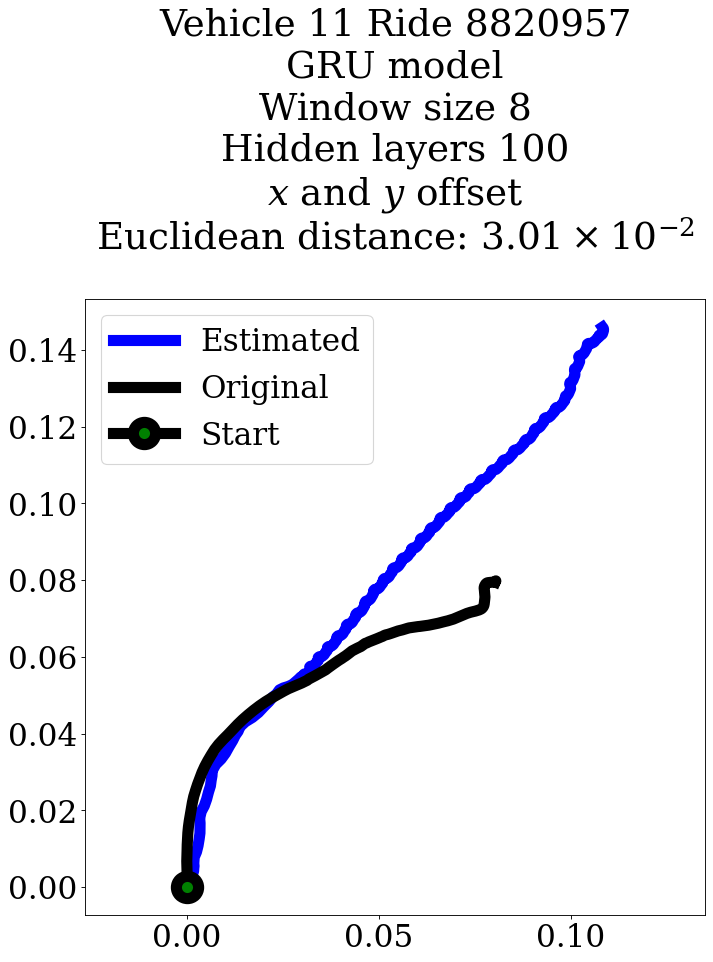 Vehicle 11 Ride 8820957
GRU model
Window size 8
Hidden layers 100
x and y offset
Euclidean distance: 3.01 × 10⁻²
Estimated
Original
Start
0.14
0.12
0.10
0.08
0.06
0.04
0.02
0.00
0.00 0.05 0.10